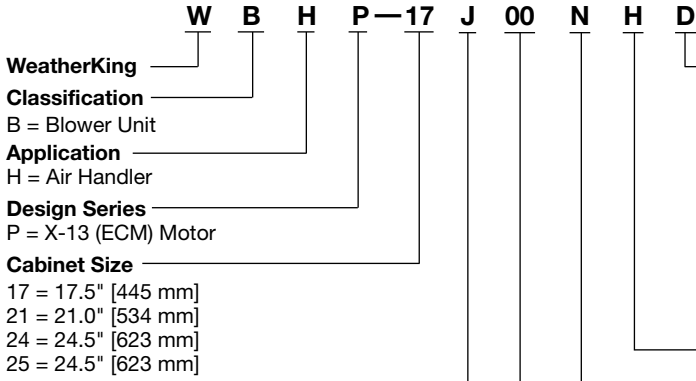 W B H P — 17 J 00 N H D
WeatherKing
Classification
B = Blower Unit
Application
H = Air Handler
Design Series
P = X-13 (ECM) Motor
Cabinet Size
17 = 17.5" [445 mm]
21 = 21.0" [534 mm]
24 = 24.5" [623 mm]
25 = 24.5" [623 mm]